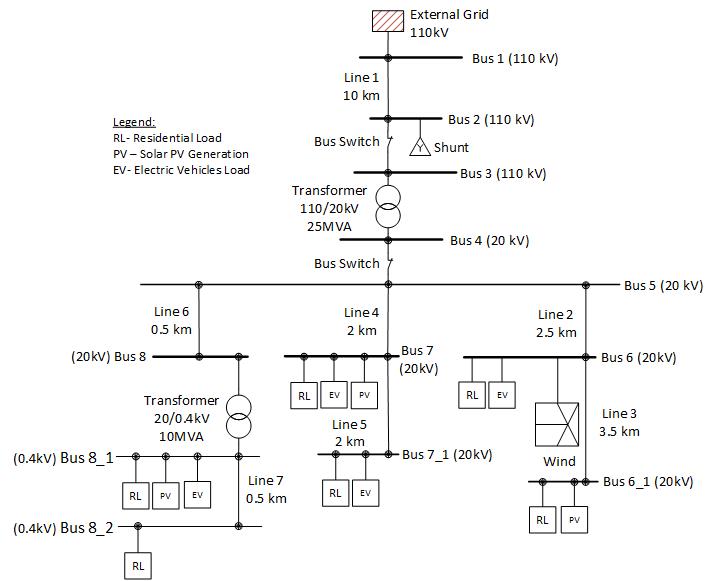 External Grid
110kV
Bus 1 (110 kV)
Line 1
10 km
Bus 2 (110 kV)
Legend:
RL- Residential Load
PV – Solar PV Generation
EV- Electric Vehicles Load
Bus Switch
Shunt
Bus 3 (110 kV)
Transformer
110/20kV
25MVA
Bus 4 (20 kV)
Bus Switch
Bus 5 (20 kV)
Line 6
0.5 km
Line 4
2 km
Line 2
2.5 km
(20kV) Bus 8
Bus 7
(20kV)
Bus 6 (20kV)
RL
EV
PV
RL
EV
Transformer
20/0.4kV
10MVA
Line 3
3.5 km
Line 5
2 km
Wind
(0.4kV) Bus 8_1
Bus 7_1 (20kV)
Line 7
0.5 km
Bus 6_1 (20kV)
RL
PV
EV
RL
EV
RL
PV
(0.4kV) Bus 8_2
RL